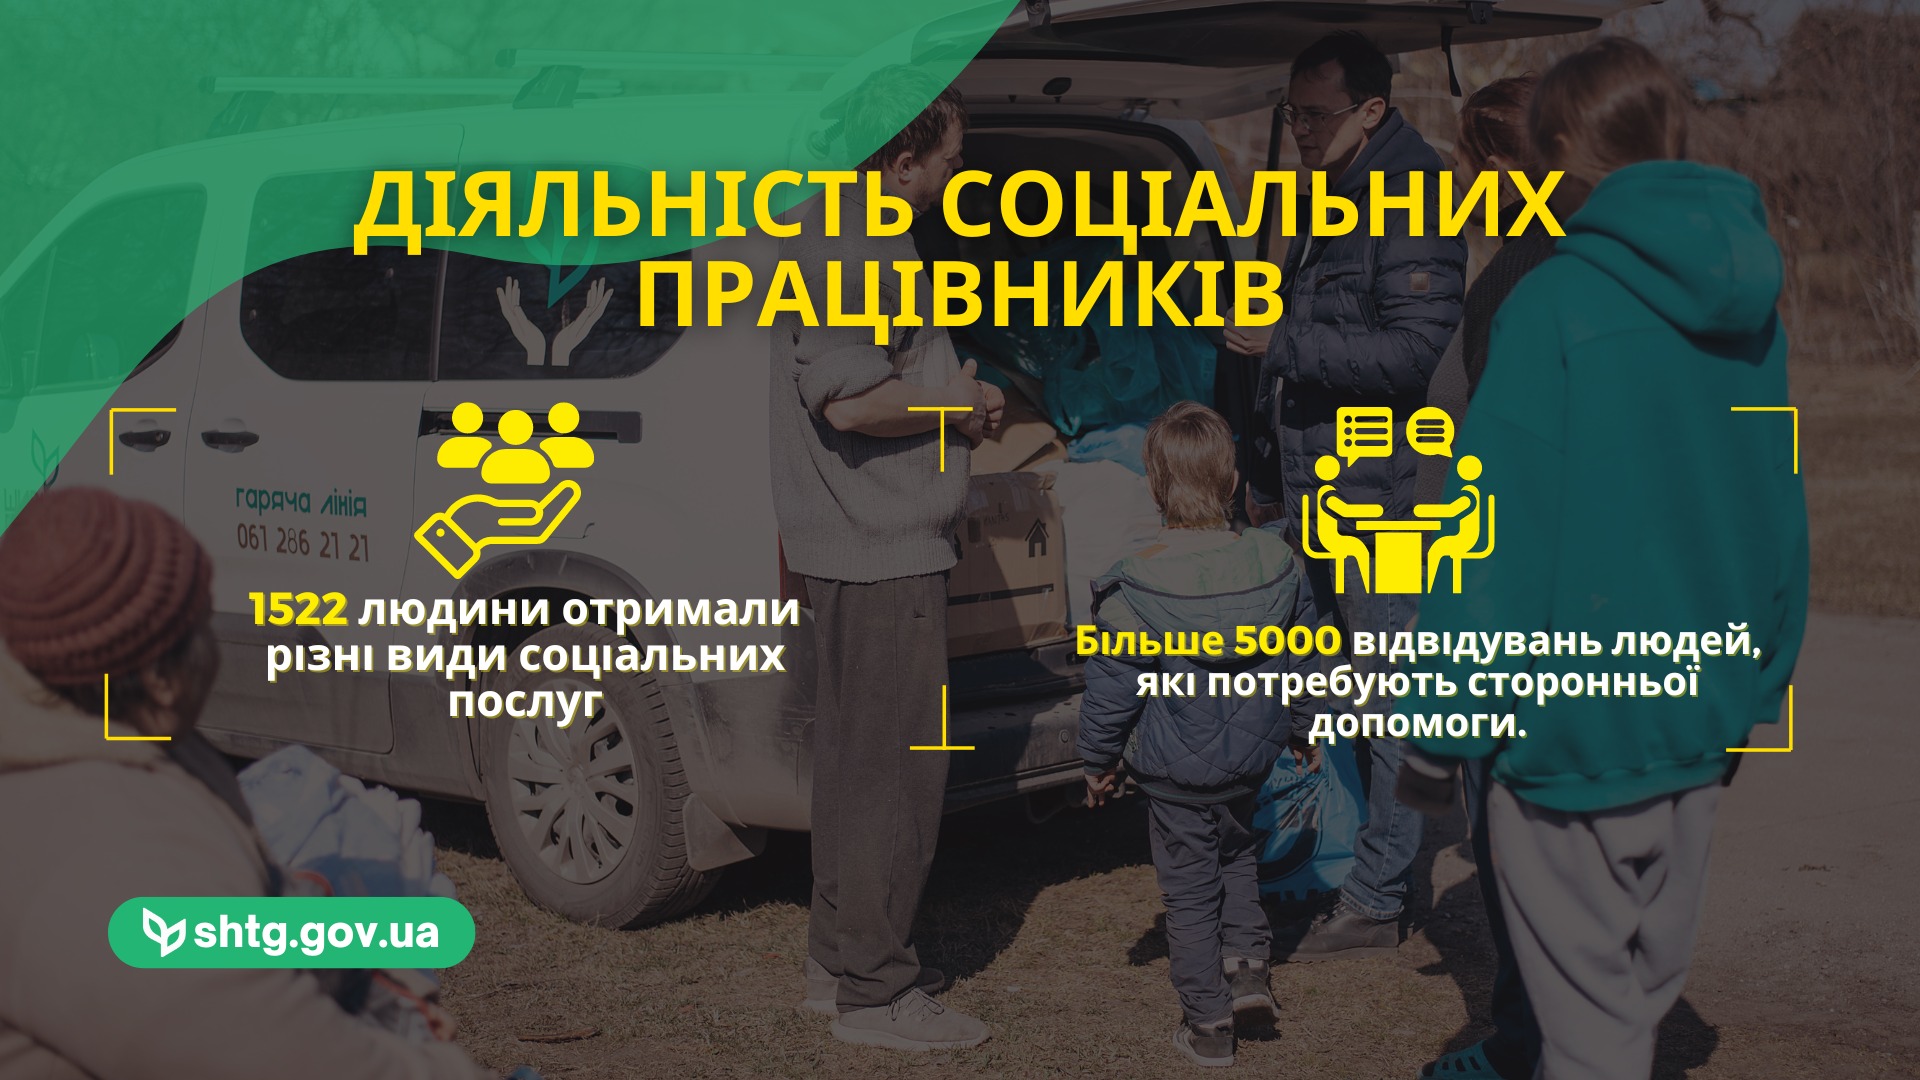 ДІЯЛЬНІСТЬ СОЦІАЛЬНИХ
ПРАЦІВНИКІВ
гаряча лінія
061 286 21 21
1522 людини отримали
різні види соціальних
послуг
Більше 5000 відвідувань людей,
які потребують сторонньої
допомоги.
shtg.gov.ua